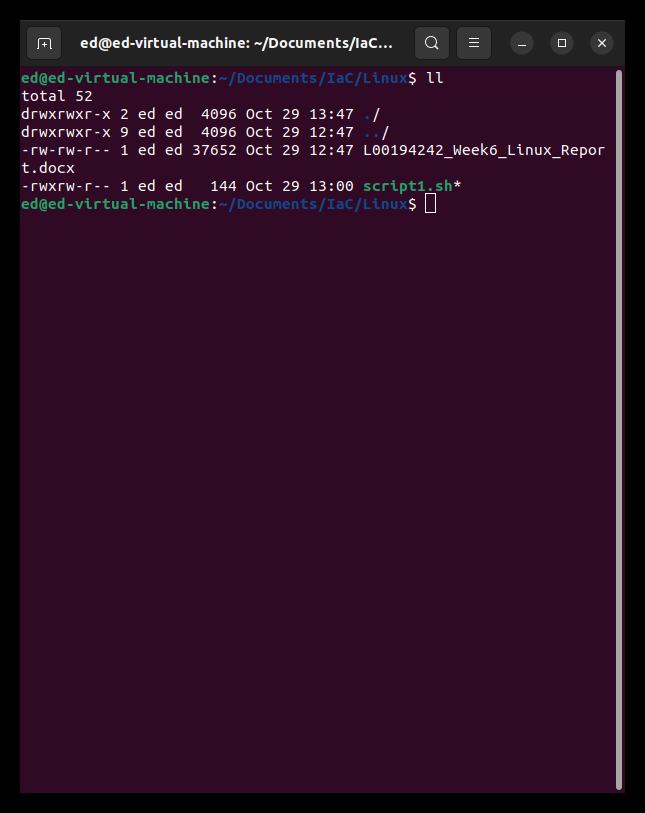 ed@ed-virtual-machine: ~/Documents/IaC...
ed@ed-virtual-machine:~/Documents/IaC/Linux$ ll
total 52
drwxrwxr-x 2 ed ed  4096 Oct 29 13:47 ./
drwxrwxr-x 9 ed ed  4096 Oct 29 12:47 ../
-rw-rw-r-- 1 ed ed 37652 Oct 29 12:47 L00194242_Week6_Linux_Repor
t.docx
-rwxrw-r-- 1 ed ed   144 Oct 29 13:00 script1.sh*
ed@ed-virtual-machine:~/Documents/IaC/Linux$